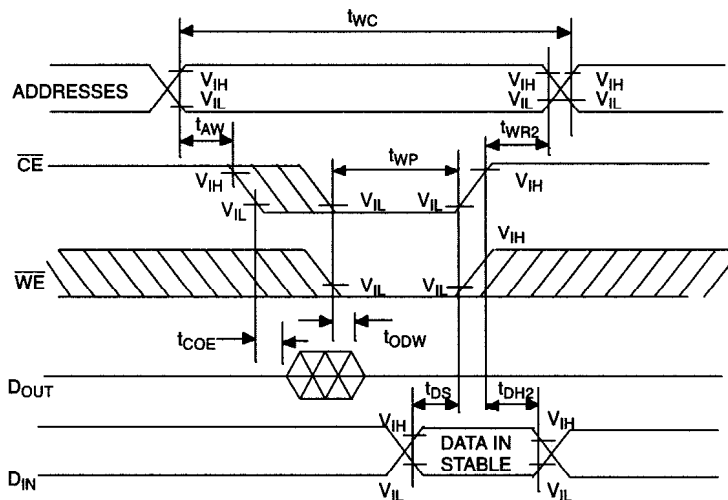 tWC
ADDRESSES
VIH
VIL
VIH
VIL
VIH
VIL
tAW
tWR2
CE
VIH
VIL
tWP
VIL
VIL
VIH
WE
VIL
VIL
VIH
tCOE
tODW
DOUT
tDS
tDH2
DIN
VIH
VIL
DATA IN
STABLE
VIH
VIL